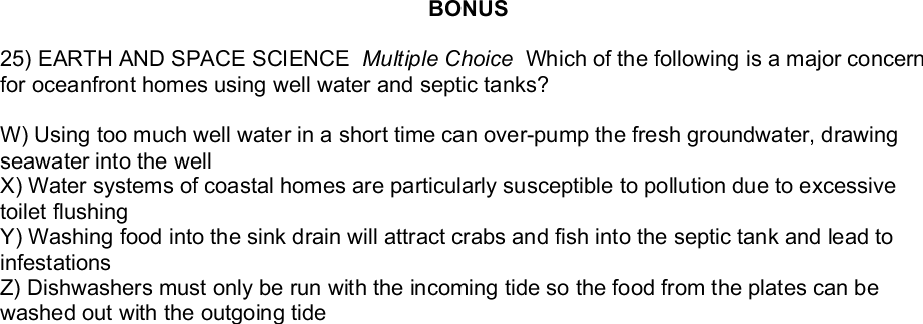 BONUS
25) EARTH AND SPACE SCIENCE Multiple Choice Which of the following is a major concern
for oceanfront homes using well water and septic tanks?
W) Using too much well water in a short time can over-pump the fresh groundwater, drawing
seawater into the well
X) Water systems of coastal homes are particularly susceptible to pollution due to excessive
toilet flushing
Y) Washing food into the sink drain will attract crabs and fish into the septic tank and lead to
infestations
Z) Dishwashers must only be run with the incoming tide so the food from the plates can be
washed out with the outgoing tide